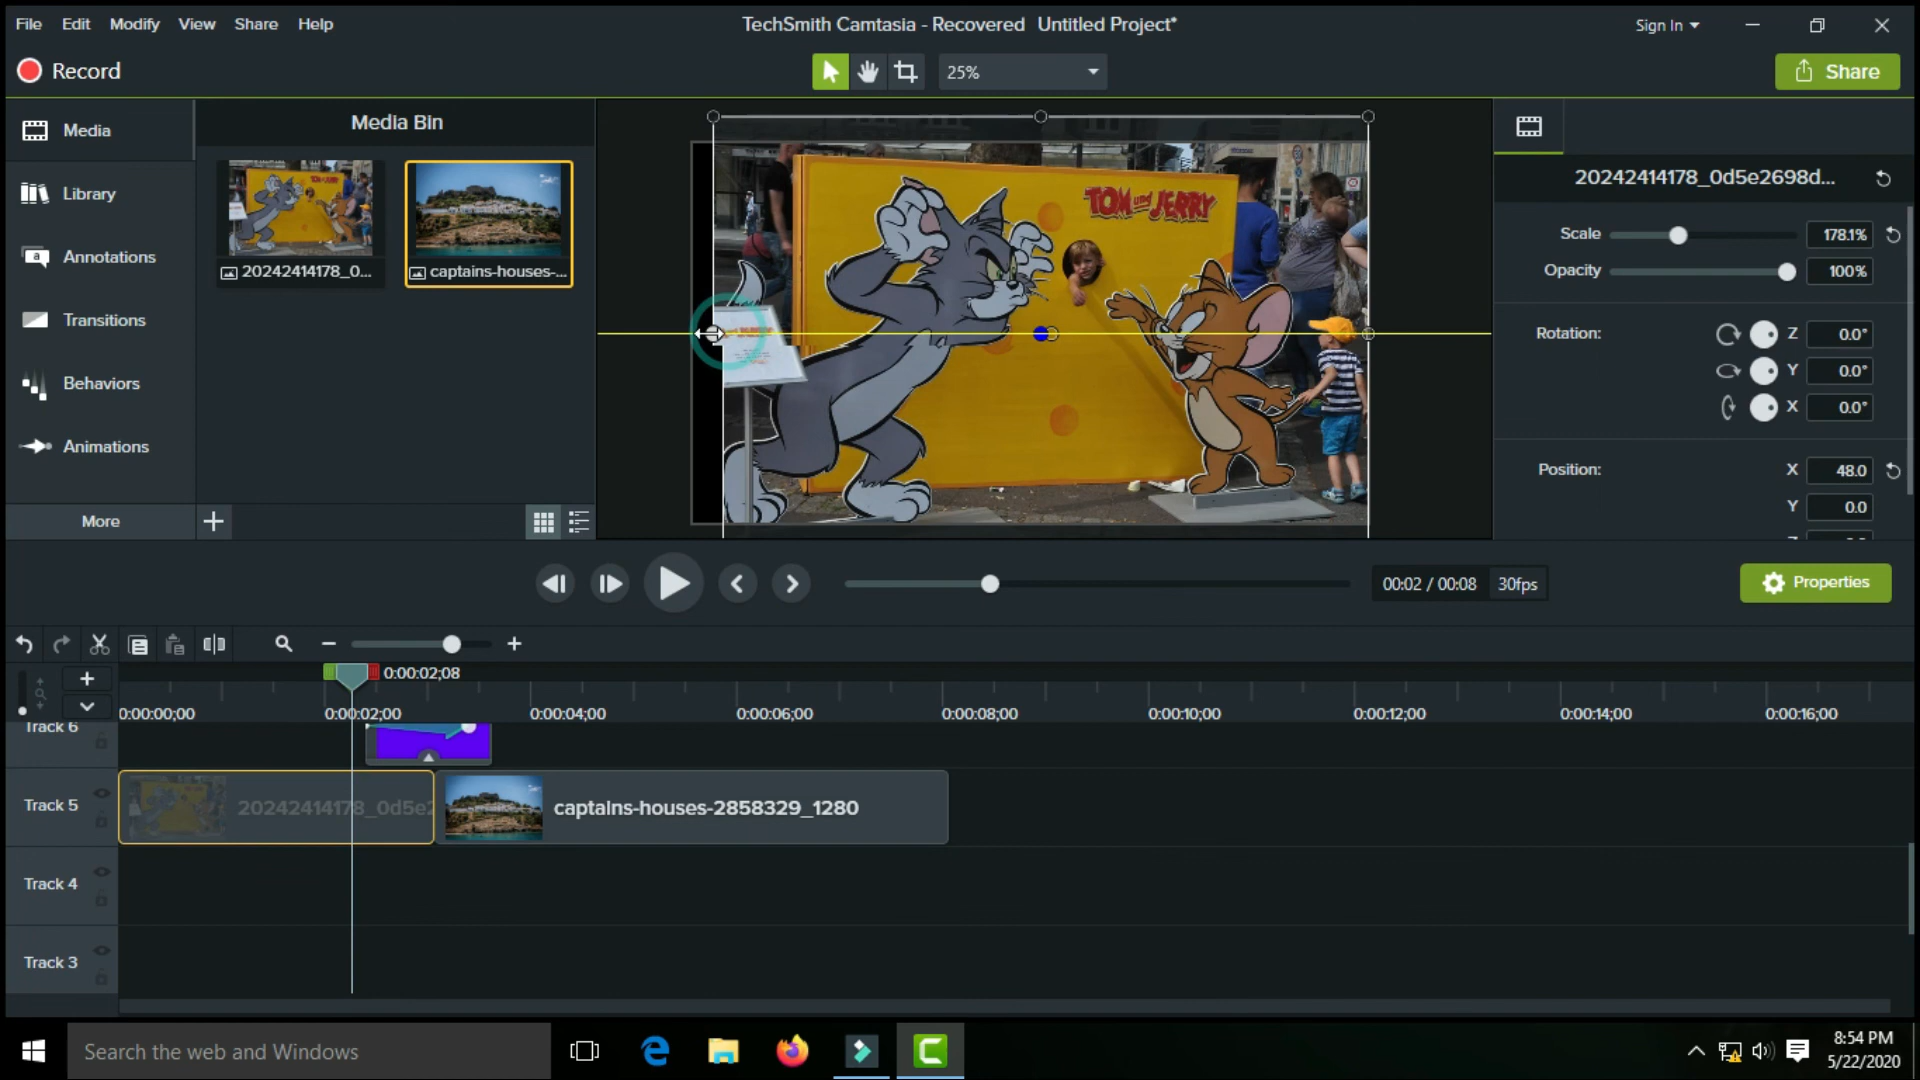 File Edit Modify View Share Help
TechSmith Camtasia - Recovered Untitled Project*
Sign In
Record
25%
Share
Media
Media Bin
Library
Annotations
Transitions
Behaviors
Animations
More
20242414178_0...
captains-houses-...
TOM und JERRY
20242414178_0d5e2698d...
Scale 178.1%
Opacity 100%
Rotation: Z 0.0°
Y 0.0°
X 0.0°
Position: X 48.0
Y 0.0
00:02 / 00:08 30fps
Properties
0:00:02;08
0:00:00;00 0:00:02;00 0:00:04;00 0:00:06;00 0:00:08;00 0:00:10;00 0:00:12;00 0:00:14;00 0:00:16;00
Track 6
Track 5
20242414178_0d5e2
captains-houses-2858329_1280
Track 4
Track 3
Search the web and Windows
8:54 PM
5/22/2020